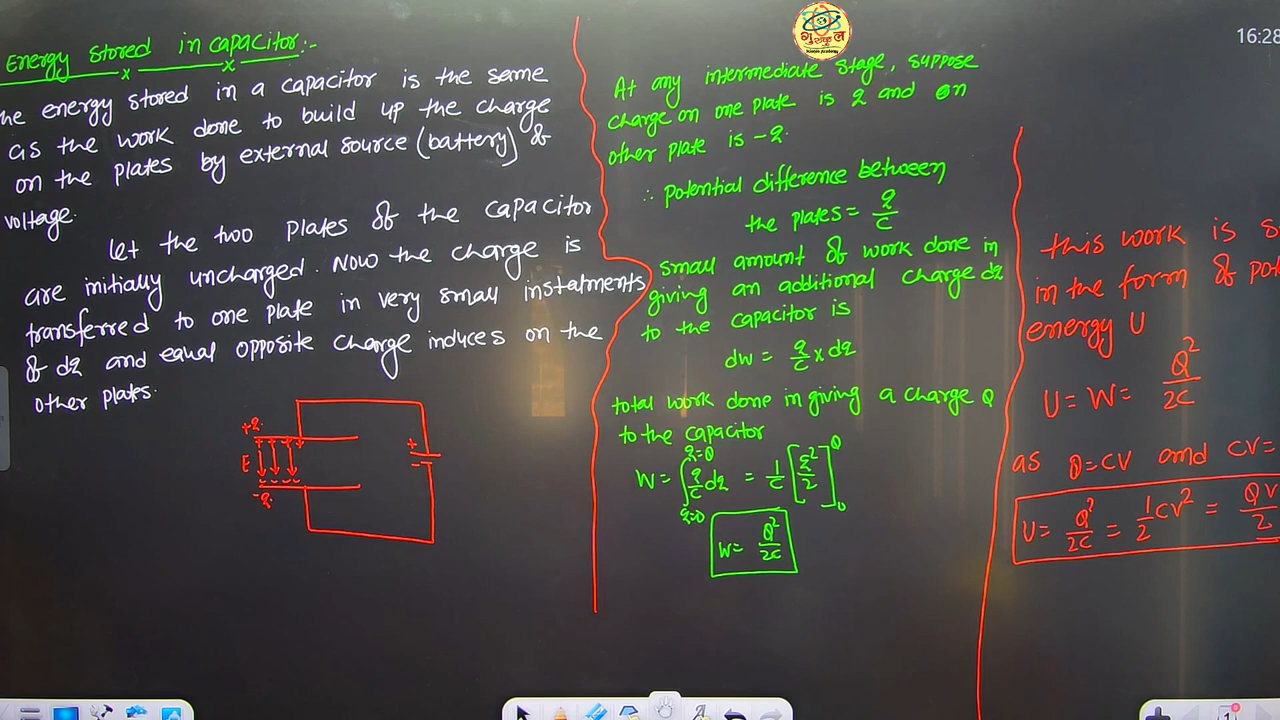 Energy stored in capacitor:-
he energy stored in a capacitor is the same
as the work done to build up the charge
on the plates by external source (battery) of
voltage.
Let the two plates of the capacitor
are initially uncharged. Now the charge is
transferred to one plate in very small instalments
of dq and equal opposite charge induces on the
other plates.
+q.
E
-q.
+
-
गुरुकुल
Science Academy
At any intermediate stage, suppose
charge on one plate is q and on
other plate is -q.
∴ potential difference between
the plates = q/c
small amount of work done in
giving an additional charge dq
to the capacitor is
dw = q/c x dq
total work done in giving a charge Q
to the capacitor
W = ∫ q=0 q=Q q/c dq = 1/c [q²/2] 0 Q
W = Q²/2C
16:28
this work is s
in the form of pot
energy U
U = W = Q²/2C
as Q=CV and CV=
U = Q²/2C = 1/2 CV² = QV/2